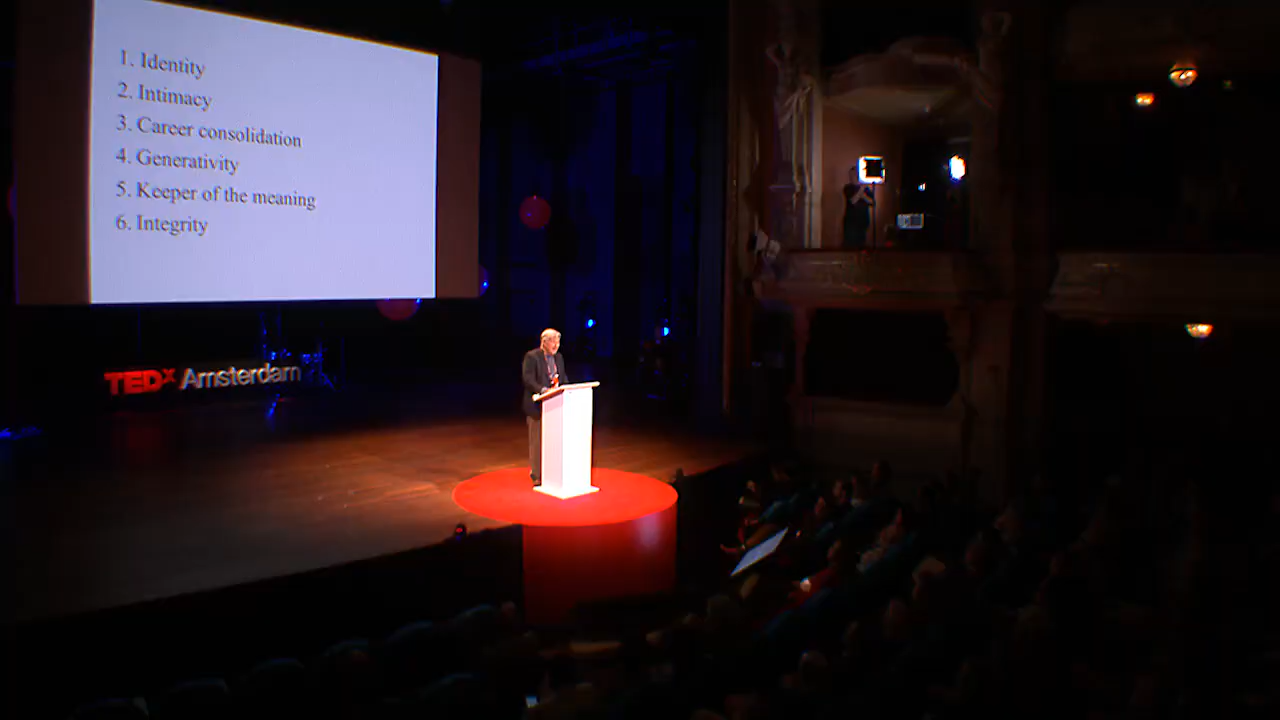 1. Identity
2. Intimacy
3. Career consolidation
4. Generativity
5. Keeper of the meaning
6. Integrity
TEDx Amsterdam